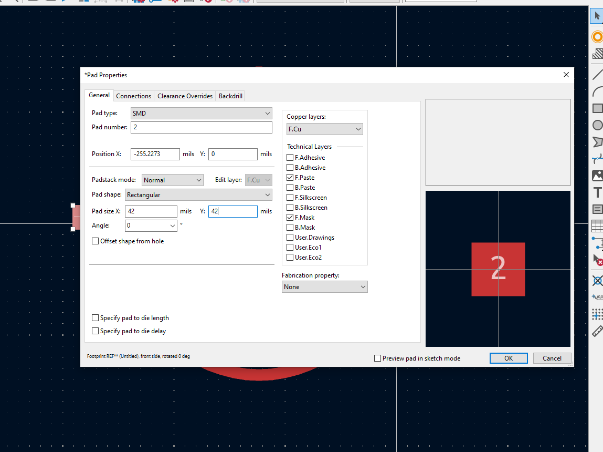 *Pad Properties
General Connections Clearance Overrides Backdrill
Pad type: SMD
Pad number: 2
Position X: -255.2273 mils Y: 0 mils
Padstack mode: Normal Edit layer: F.Cu
Pad shape: Rectangular
Pad size X: 42 mils Y: 42 mils
Angle: 0 °
Offset shape from hole
Specify pad to die length
Specify pad to die delay
Copper layers:
F.Cu
Technical Layers
F.Adhesive
B.Adhesive
F.Paste
B.Paste
F.Silkscreen
B.Silkscreen
F.Mask
B.Mask
User.Drawings
User.Eco1
User.Eco2
Fabrication property:
None
2
Footprint REF** (Untitled), front side, rotated 0 deg
Preview pad in sketch mode
OK Cancel